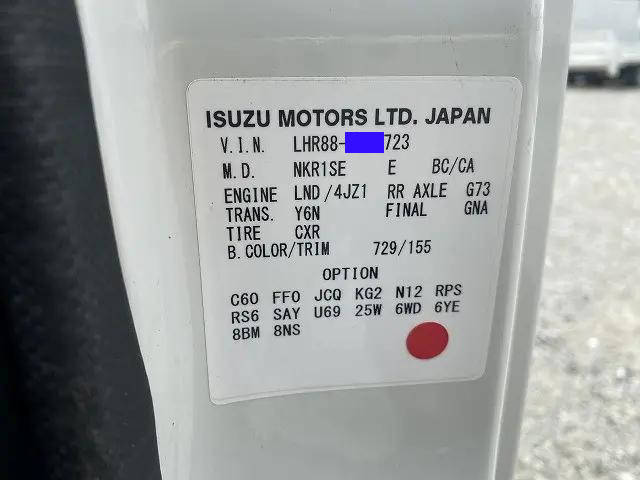 ISUZU MOTORS LTD. JAPAN
V.I.N. LHR88- 723
M.D. NKR1SE E BC/CA
ENGINE LND /4JZ1 RR AXLE G73
TRANS. Y6N FINAL GNA
TIRE CXR
B.COLOR/TRIM 729/155
OPTION
C60 FF0 JCQ KG2 N12 RPS
RS6 SAY U69 25W 6WD 6YE
8BM 8NS